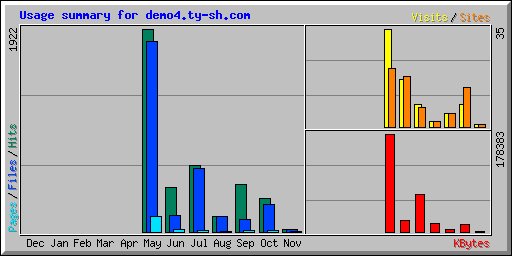 Usage summary for demo4.ty-sh.com
Visits / Sites
1922
35
Pages / Files / Hits
178383
Dec Jan Feb Mar Apr May Jun Jul Aug Sep Oct Nov
KBytes